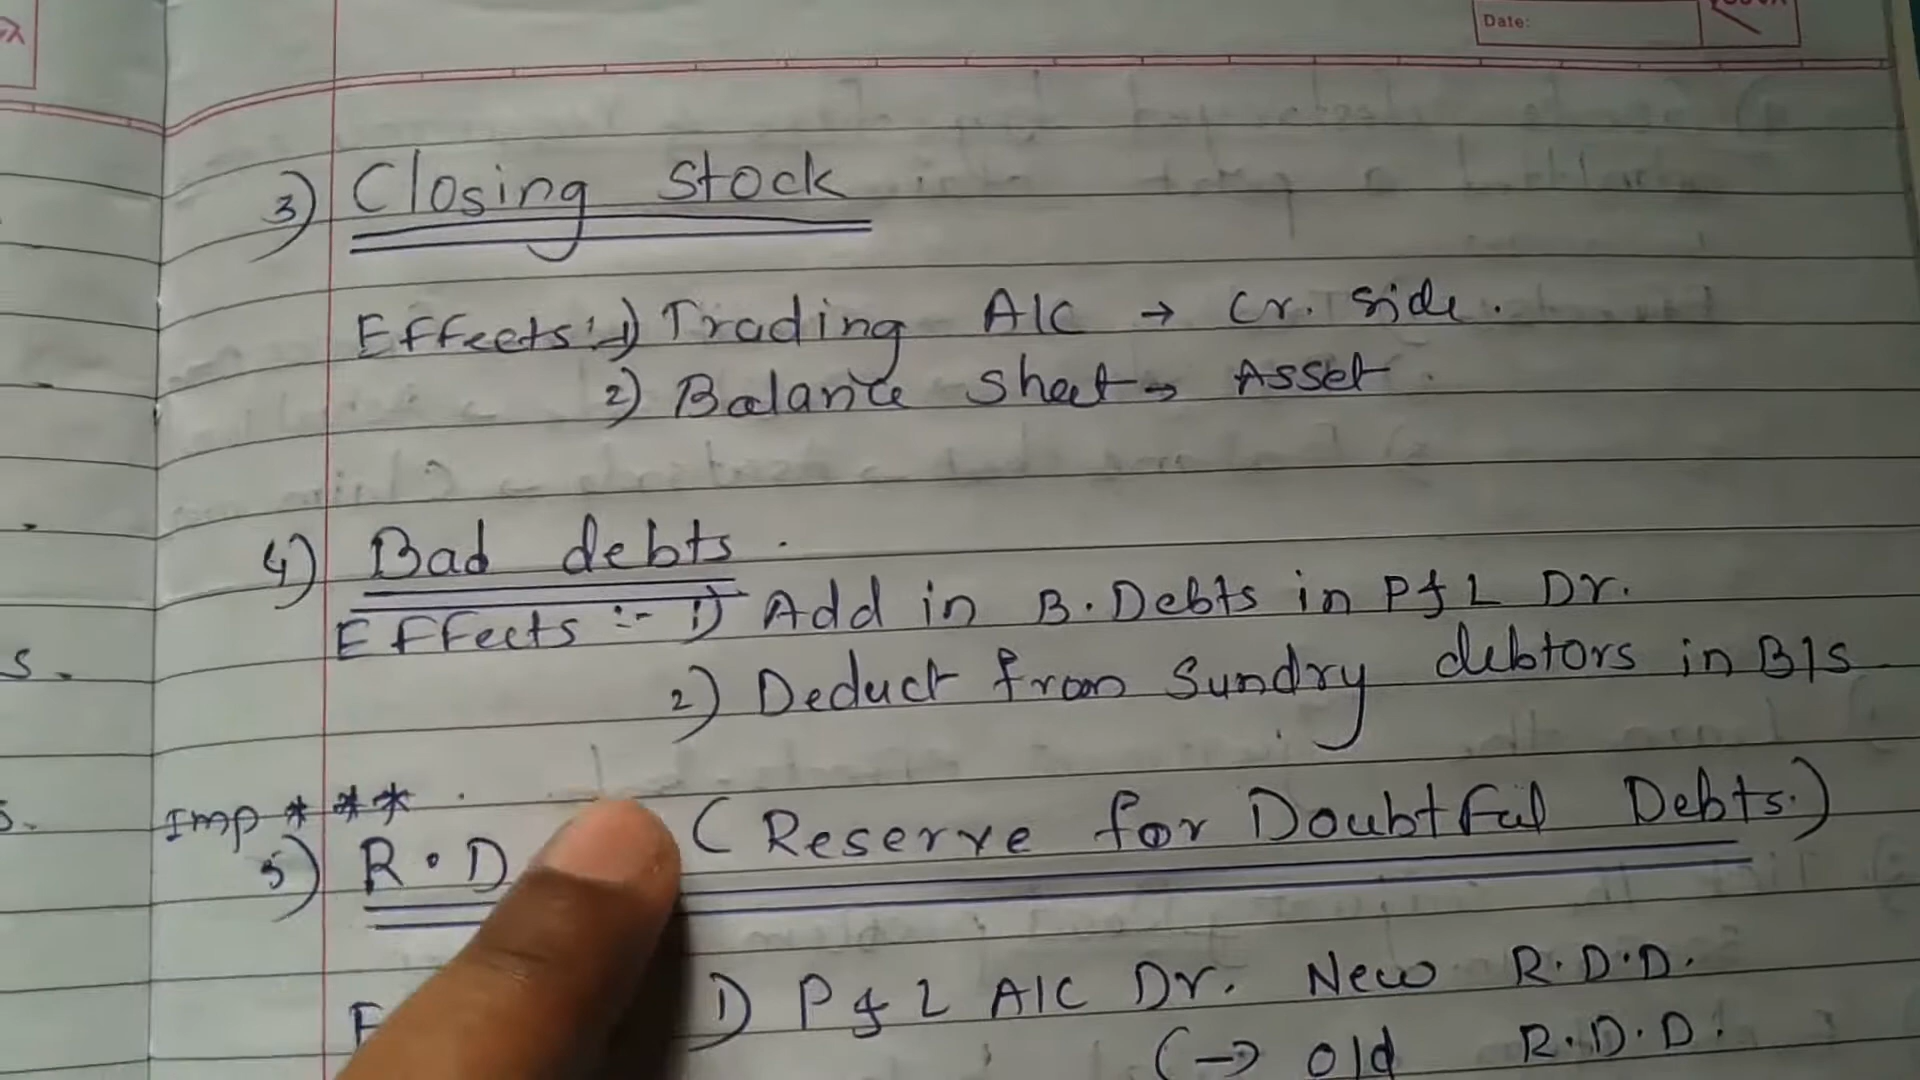 Date:
3) Closing stock
Effects :- 1) Trading A/C → Cr. side.
2) Balance sheet → Asset
4) Bad debts.
Effects :- 1) Add in B. Debts in P & L Dr.
2) Deduct from Sundry debtors in B/S
Imp * * *
5) R.D (Reserve for Doubtful Debts.)
1) P & L A/C Dr. New R.D.D.
(→ old R.D.D.